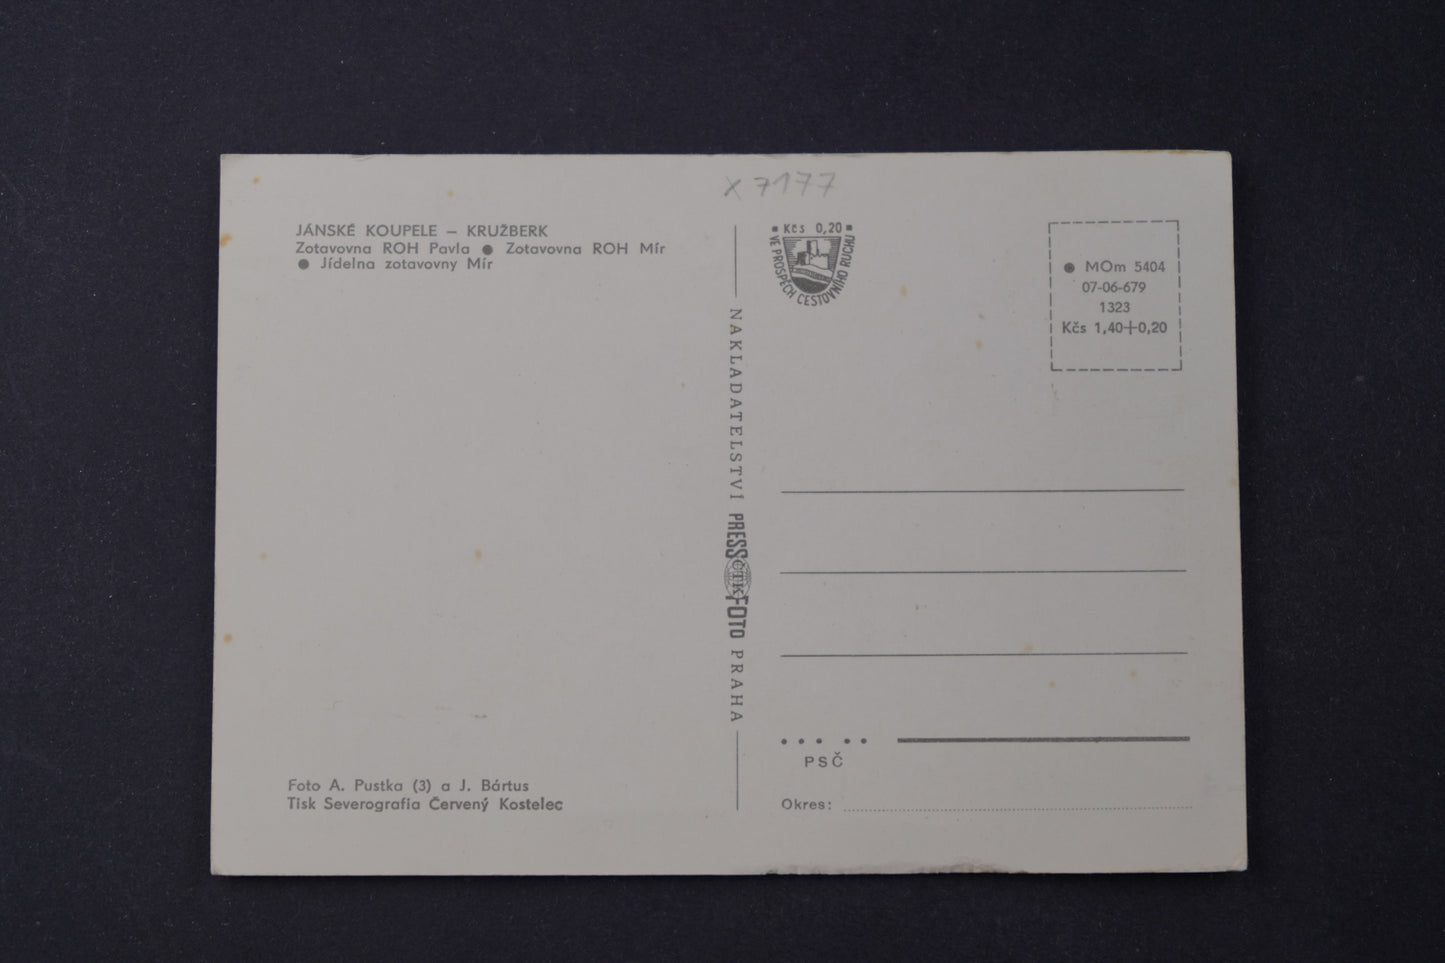 x 7177
JÁNSKÉ KOUPELE – KRUŽBERK
Zotavovna ROH Pavla ● Zotavovna ROH Mír
● Jídelna zotavovny Mír
Foto A. Pustka (3) a J. Bártus
Tisk Severografia Červený Kostelec
NAKLADATELSTVÍ PRESSFOTO PRAHA
ČTK
Kčs 0,20
VE PROSPĚCH CESTOVNÍHO RUCHU
● MOm 5404
07-06-679
1323
Kčs 1,40+0,20
PSČ
Okres: